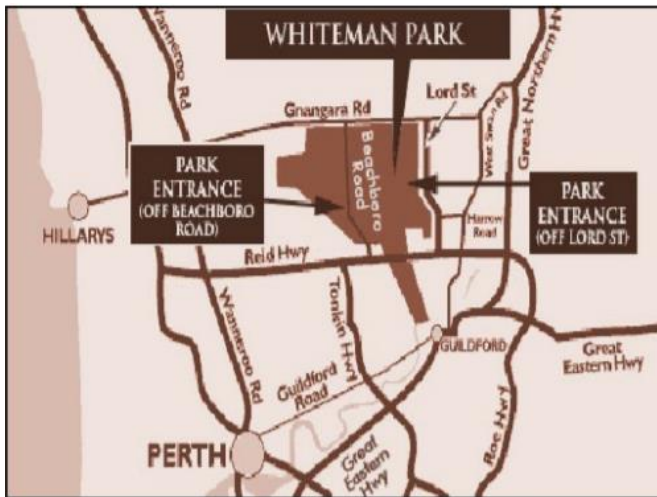 WHITEMAN PARK
Wanneroo Rd
Great Northern Hwy
Lord St
Gnangara Rd
West Swan Rd
PARK
ENTRANCE
(OFF BEACHBORO
ROAD)
Beachboro
Road
PARK
ENTRANCE
(OFF LORD ST)
HILLARYS
Harrow
Road
Reid Hwy
Wanneroo Rd
Tonkin Hwy
GUILDFORD
Great
Eastern Hwy
Guildford
Road
Roe Hwy
PERTH
Great
Eastern
Hwy